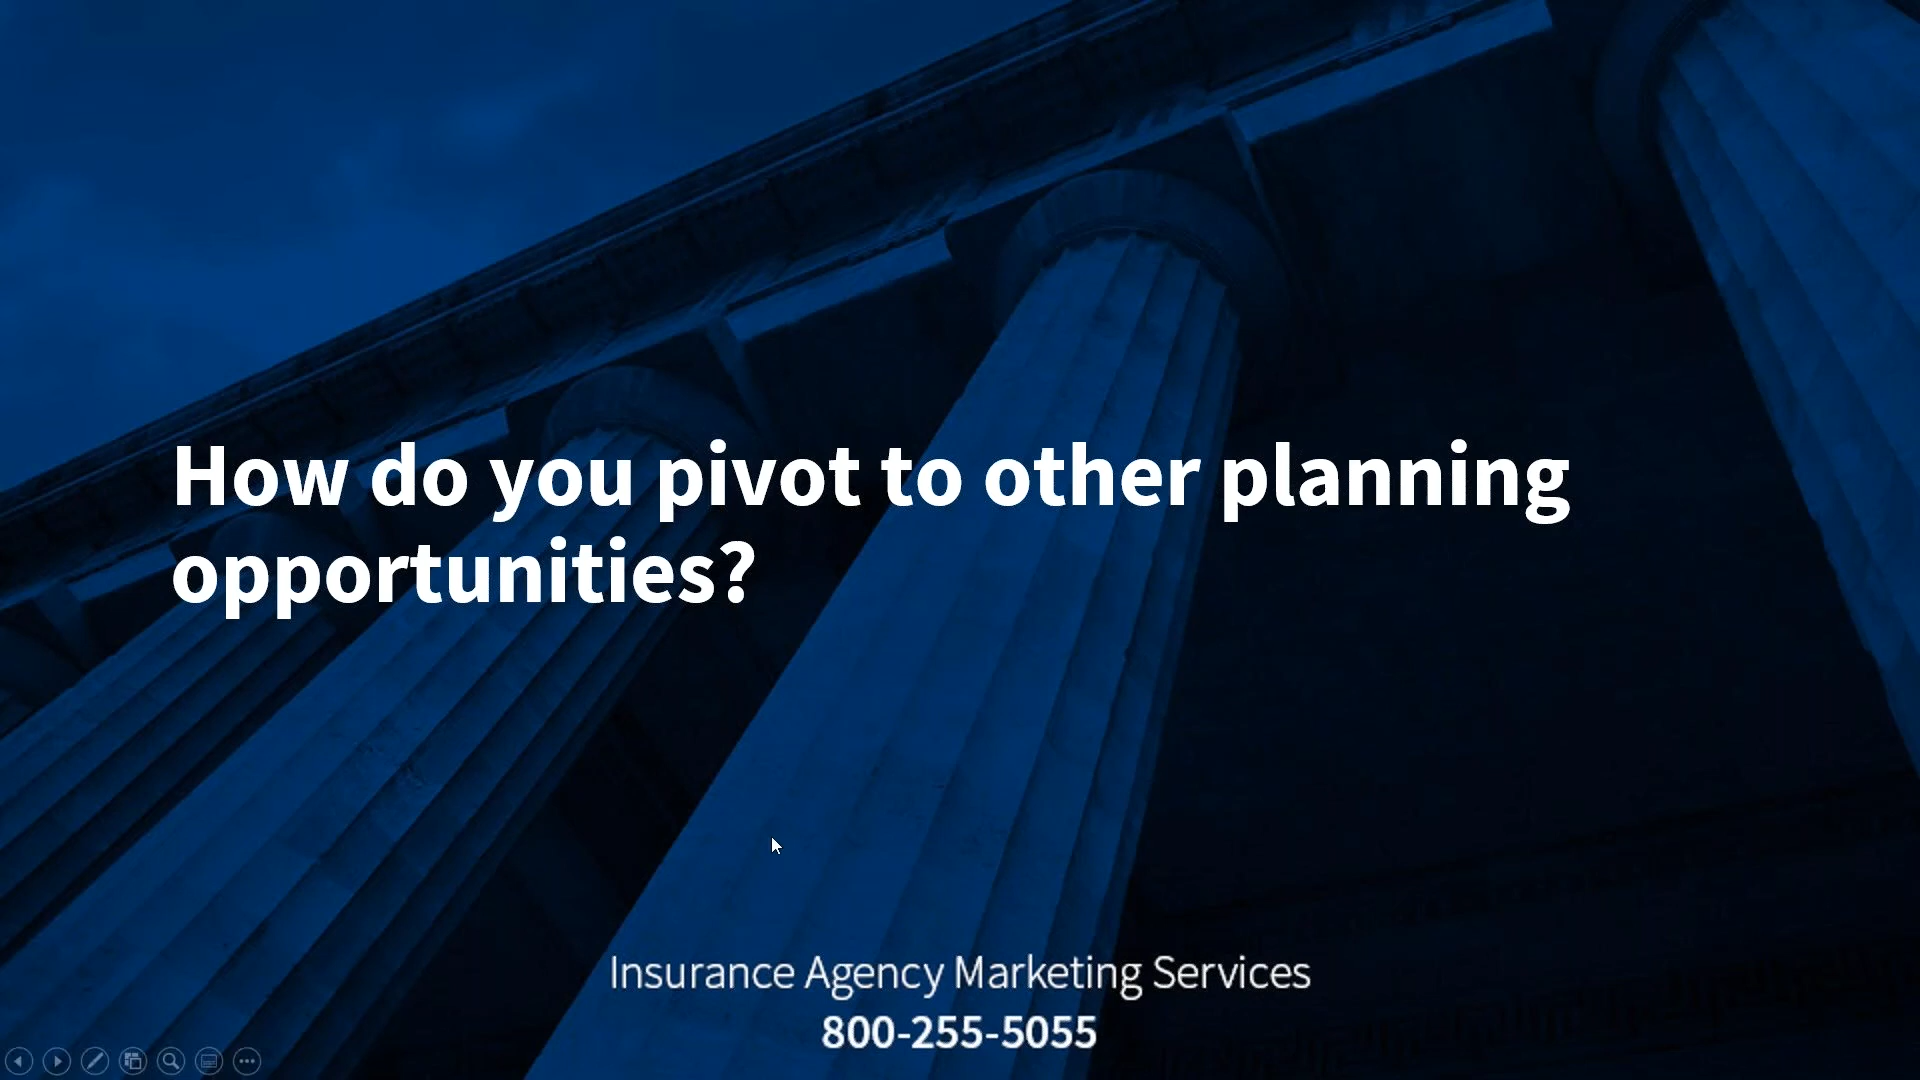 How do you pivot to other planning
opportunities?
Insurance Agency Marketing Services
800-255-5055